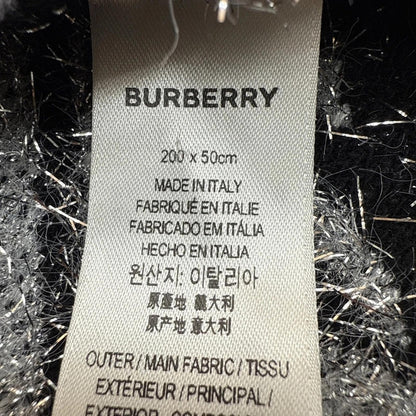 BURBERRY
200 x 50cm
MADE IN ITALY
FABRIQUÉ EN ITALIE
FABRICADO EM ITÁLIA
HECHO EN ITALIA
원산지: 이탈리아
原產地 義大利
原产地 意大利
OUTER / MAIN FABRIC / TISSU
EXTÉRIEUR / PRINCIPAL /
EXTERIOR